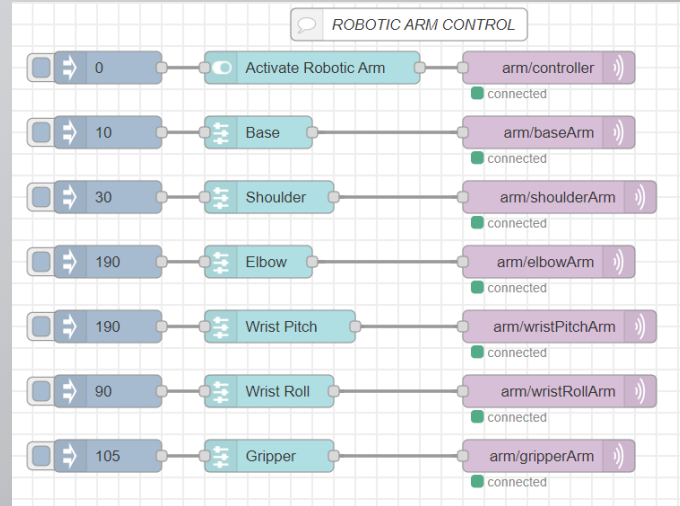 ROBOTIC ARM CONTROL
0 Activate Robotic Arm arm/controller
connected
10 Base arm/baseArm
connected
30 Shoulder arm/shoulderArm
connected
190 Elbow arm/elbowArm
connected
190 Wrist Pitch arm/wristPitchArm
connected
90 Wrist Roll arm/wristRollArm
connected
105 Gripper arm/gripperArm
connected